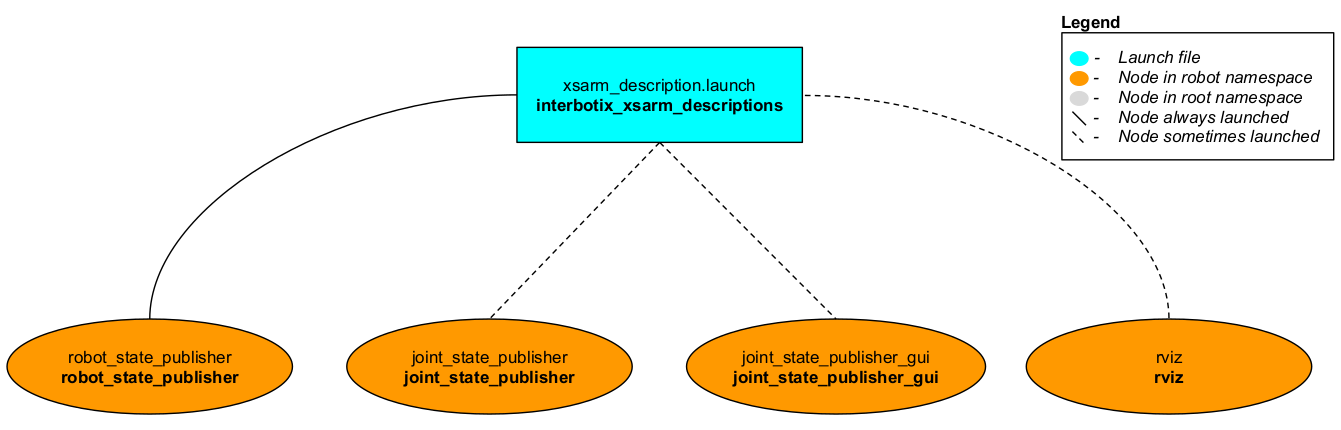 Legend
- Launch file
- Node in robot namespace
- Node in root namespace
- Node always launched
- Node sometimes launched
xsarm_description.launch
interbotix_xsarm_descriptions
robot_state_publisher
robot_state_publisher
joint_state_publisher
joint_state_publisher
joint_state_publisher_gui
joint_state_publisher_gui
rviz
rviz